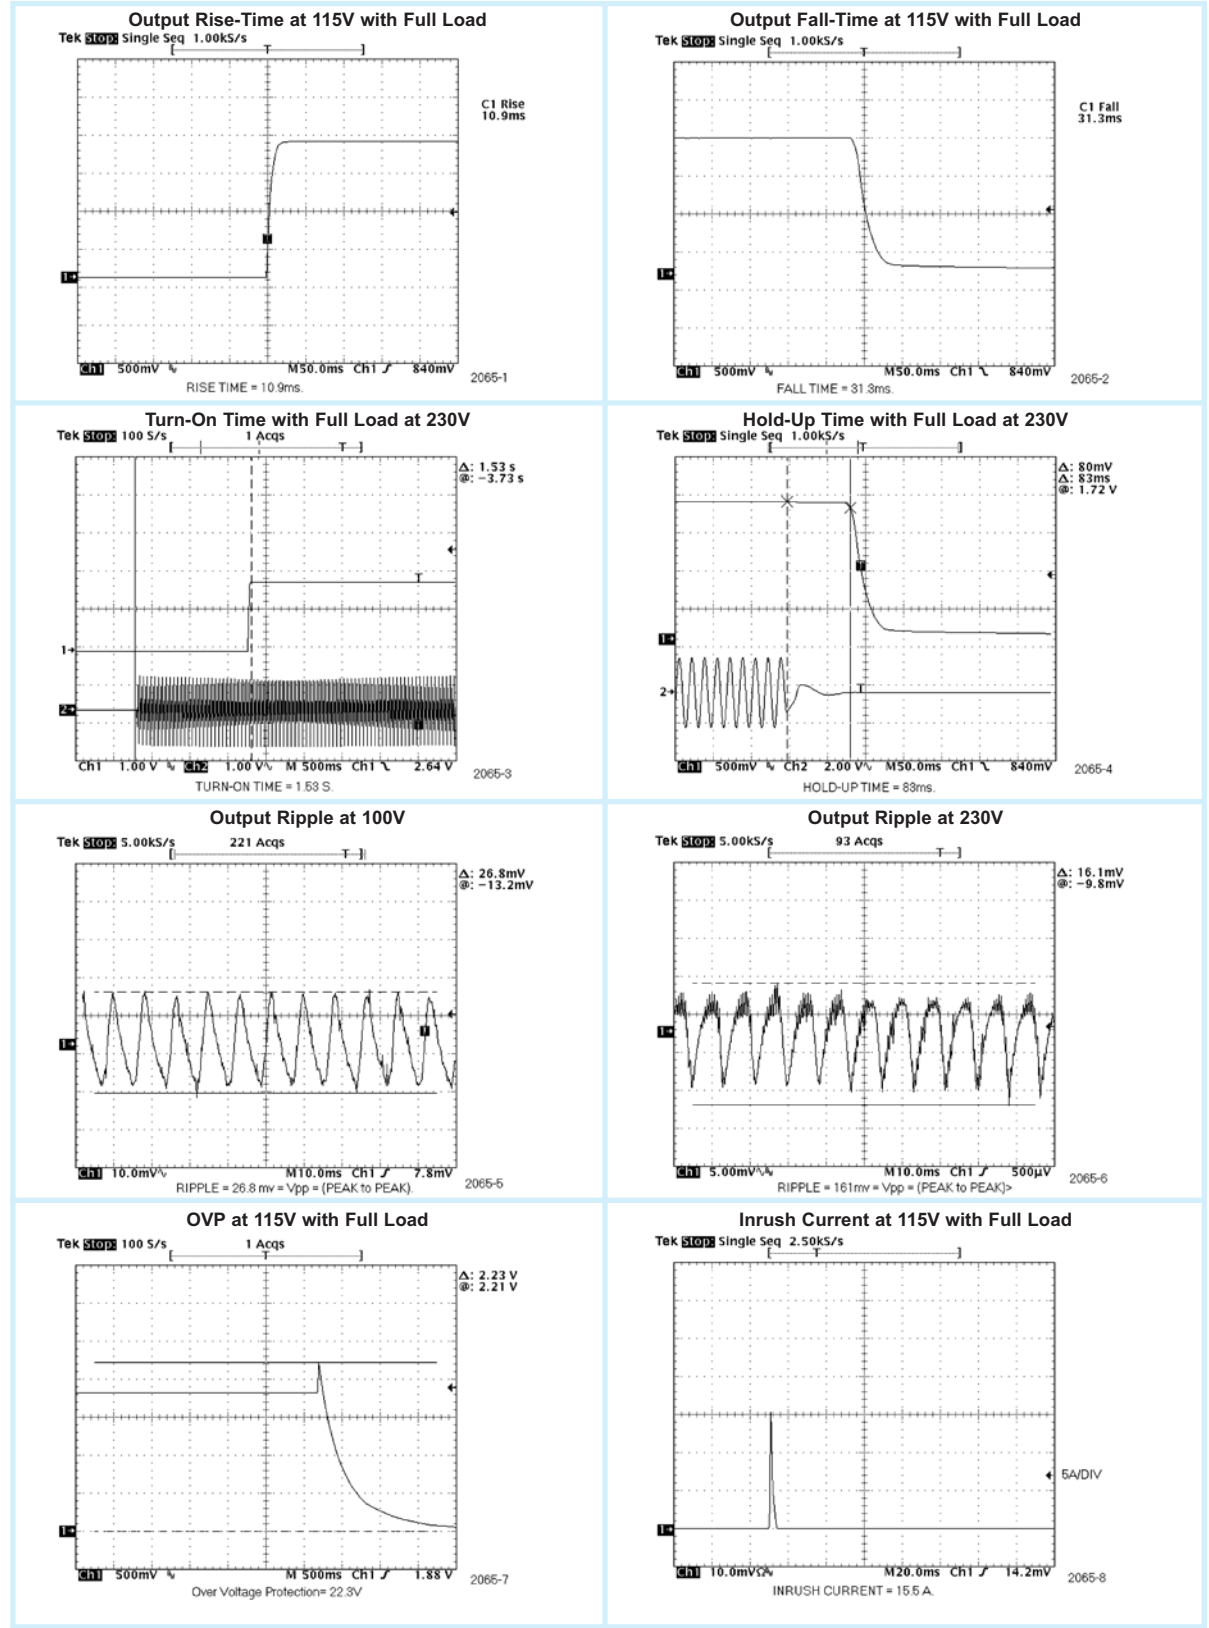 Output Rise-Time at 115V with Full Load
Tek Stop: Single Seq 1.00kS/s
[ T ]
C1 Rise
10.9ms
1
Ch1 500mV M50.0ms Ch1 840mV
RISE TIME = 10.9ms.
2065-1
Output Fall-Time at 115V with Full Load
Tek Stop: Single Seq 1.00kS/s
[ T ]
C1 Fall
31.3ms
1
Ch1 500mV M50.0ms Ch1 840mV
FALL TIME = 31.3ms.
2065-2
Turn-On Time with Full Load at 230V
Tek Stop: 100 S/s 1 Acqs
[ T ]
Δ: 1.53 s
@: −3.73 s
T
1
2
Ch1 1.00 V Ch2 1.00 V M 500ms Ch1 2.64 V
TURN-ON TIME = 1.53 S.
2065-3
Hold-Up Time with Full Load at 230V
Tek Stop: Single Seq 1.00kS/s
[ T ]
Δ: 80mV
Δ: 83ms
@: 1.72 V
1
2
T
Ch1 500mV Ch2 2.00 V M50.0ms Ch1 840mV
HOLD-UP TIME = 83ms.
2065-4
Output Ripple at 100V
Tek Stop: 5.00kS/s 221 Acqs
[ T ]
Δ: 26.8mV
@: −13.2mV
1
Ch1 10.0mV M10.0ms Ch1 7.8mV
RIPPLE = 26.8 mv = Vpp = (PEAK to PEAK).
2065-5
Output Ripple at 230V
Tek Stop: 5.00kS/s 93 Acqs
[ T ]
Δ: 16.1mV
@: −9.8mV
1
Ch1 5.00mV M10.0ms Ch1 500μV
RIPPLE = 161mv = Vpp = (PEAK to PEAK)>
2065-6
OVP at 115V with Full Load
Tek Stop: 100 S/s 1 Acqs
[ T ]
Δ: 2.23 V
@: 2.21 V
1
Ch1 500mV M 500ms Ch1 1.88 V
Over Voltage Protection= 22.3V
2065-7
Inrush Current at 115V with Full Load
Tek Stop: Single Seq 2.50kS/s
[ T ]
5A/DIV
1
Ch1 10.0mVΩ M20.0ms Ch1 14.2mV
INRUSH CURRENT = 15.5 A.
2065-8